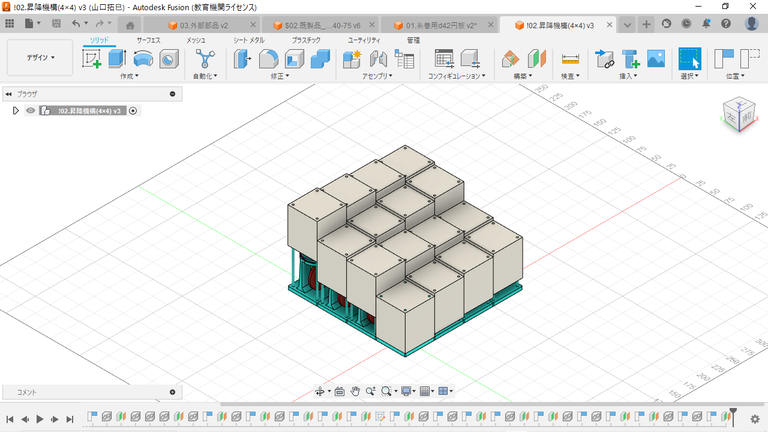 !02.昇降機構(4×4) v3 (山口拓巳) - Autodesk Fusion (教育機関ライセンス)
03.外部部品 v2
S02.既製品_...40-75 v6
01.糸巻用d42円板 v2*
!02.昇降機構(4×4) v3
デザイン
ソリッド
サーフェス
メッシュ
シート メタル
プラスチック
ユーティリティ
管理
作成
自動化
修正
アセンブリ
コンフィギュレーション
構築
検査
挿入
選択
位置
ブラウザ
!02.昇降機構(4×4) v3
左
前
コメント